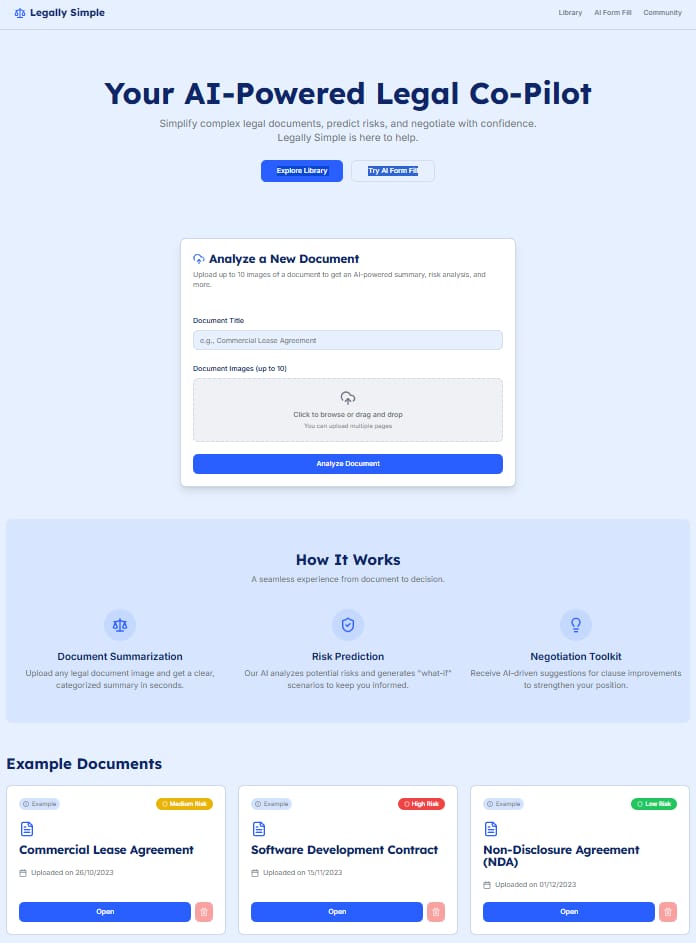 Legally Simple
Library AI Form Fill Community
Your AI-Powered Legal Co-Pilot
Simplify complex legal documents, predict risks, and negotiate with confidence.
Legally Simple is here to help.
Explore Library Try AI Form Fill
Analyze a New Document
Upload up to 10 images of a document to get an AI-powered summary, risk analysis, and
more.
Document Title
e.g., Commercial Lease Agreement
Document Images (up to 10)
Click to browse or drag and drop
You can upload multiple pages
Analyze Document
How It Works
A seamless experience from document to decision.
Document Summarization
Upload any legal document image and get a clear,
categorized summary in seconds.
Risk Prediction
Our AI analyzes potential risks and generates "what-if"
scenarios to keep you informed.
Negotiation Toolkit
Receive AI-driven suggestions for clause improvements
to strengthen your position.
Example Documents
Example Medium Risk
Commercial Lease Agreement
Uploaded on 26/10/2023
Open
Example High Risk
Software Development Contract
Uploaded on 15/11/2023
Open
Example Low Risk
Non-Disclosure Agreement
(NDA)
Uploaded on 01/12/2023
Open